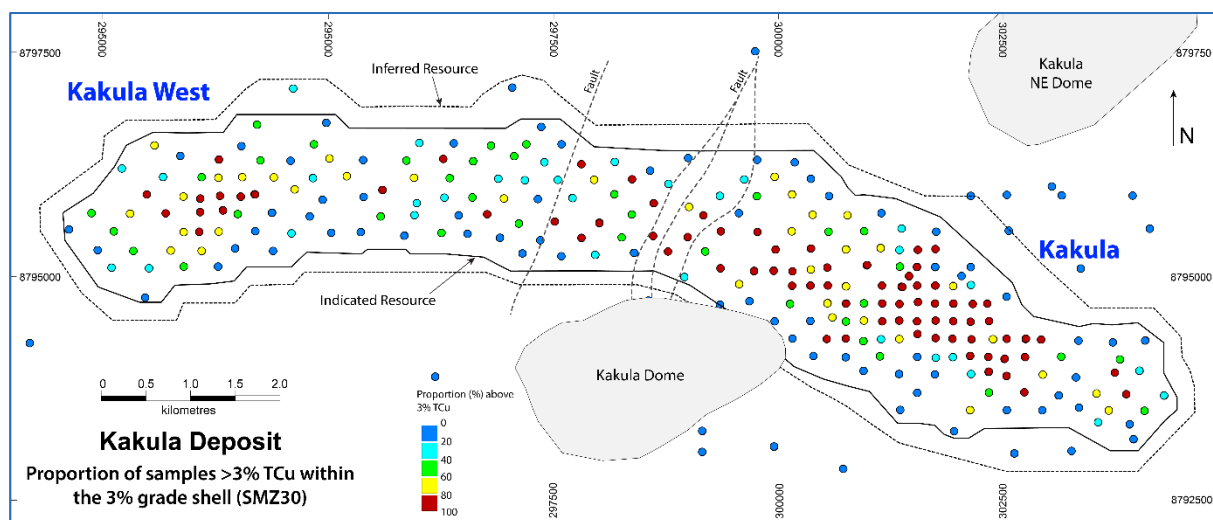 295000
295000
297500
300000
302500
8797500
8797500
Inferred Resource
Kakula West
Fault
Fault
Kakula
NE Dome
N
Kakula
8795000
8795000
Indicated Resource
Kakula Dome
0 0.5 1.0 1.5 2.0
kilometres
Proportion (%) above
3% TCu
0
20
40
60
80
100
Kakula Deposit
Proportion of samples >3% TCu within
the 3% grade shell (SMZ30)
8792500
297500
300000
302500